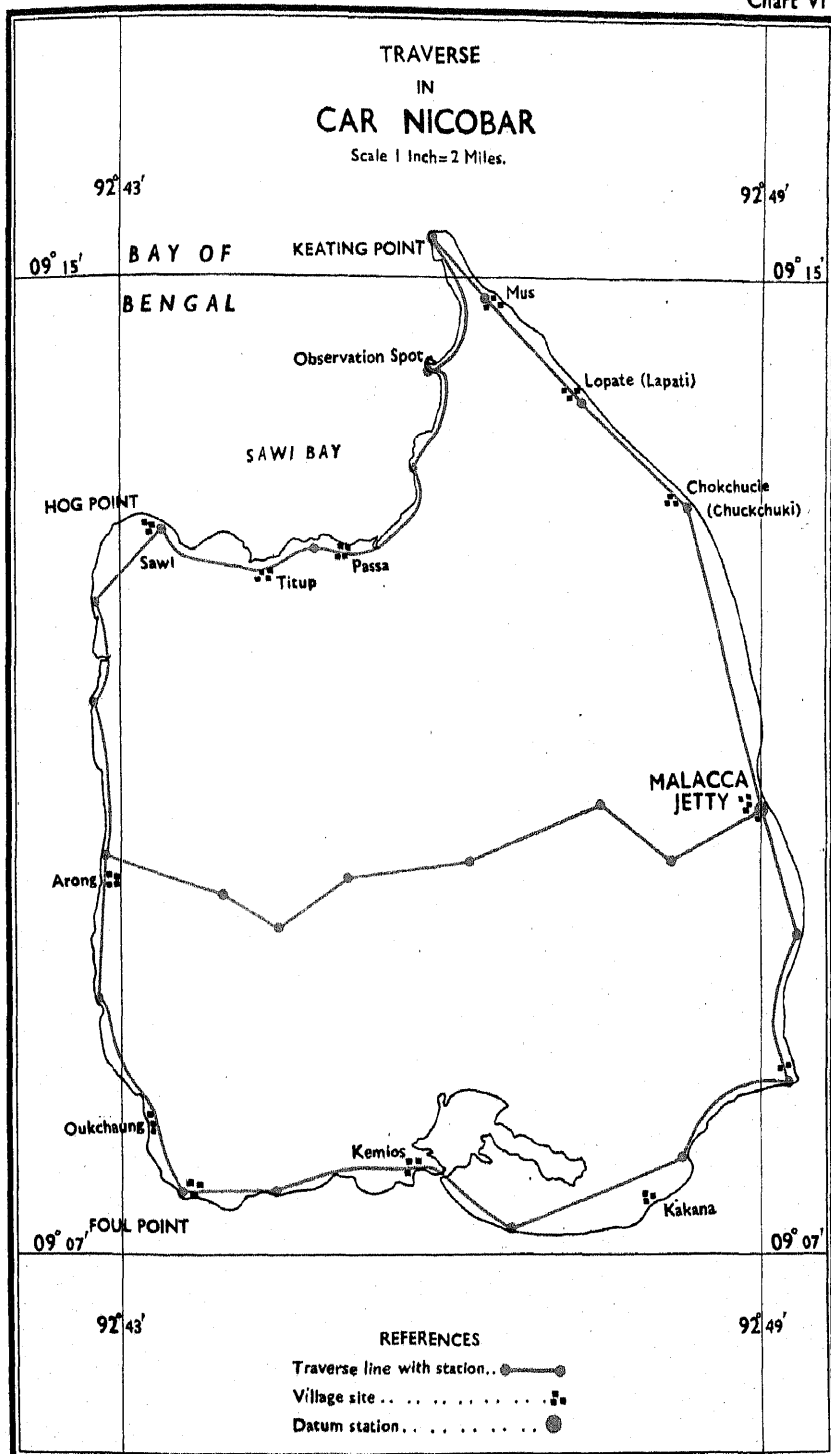 Chart VI
TRAVERSE
IN
CAR NICOBAR
Scale 1 Inch=2 Miles.
92° 43'
92° 49'
BAY OF
KEATING POINT
09° 15'
09° 15'
BENGAL
Mus
Observation Spot
Lopate (Lapati)
SAWI BAY
Chokchucie
(Chuckchuki)
HOG POINT
Sawi
Titup
Passa
MALACCA
JETTY
Arong
Oukchaung
Kemios
Kakana
FOUL POINT
09° 07'
09° 07'
92° 43'
92° 49'
REFERENCES
Traverse line with station..
Village site .. .. .. .. .. .. ..
Datum station. .. .. .. .. ..